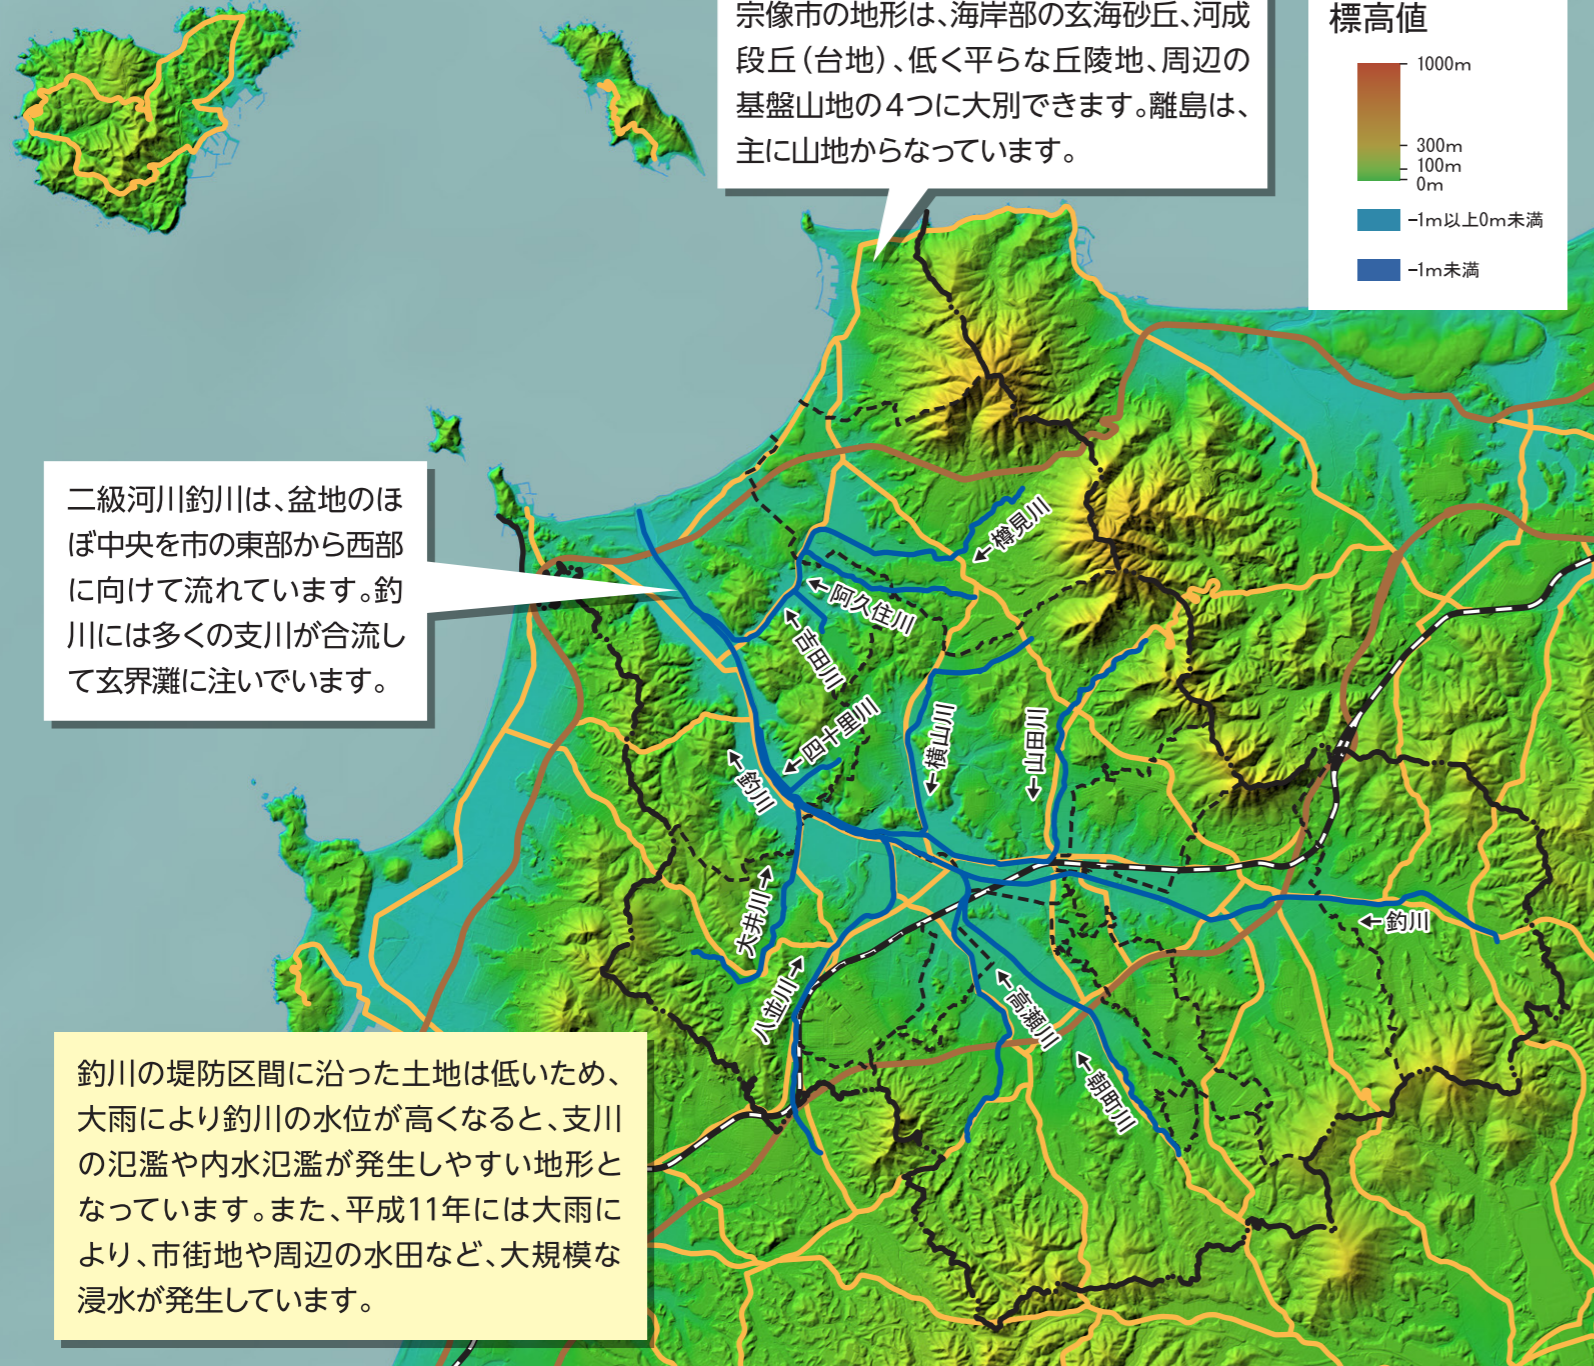 宗像市の地形は、海岸部の玄海砂丘、河成
段丘（台地）、低く平らな丘陵地、周辺の
基盤山地の４つに大別できます。離島は、
主に山地からなっています。
標高値
1000m
300m
100m
0m
-1m以上0m未満
-1m未満
二級河川釣川は、盆地のほ
ぼ中央を市の東部から西部
に向けて流れています。釣
川には多くの支川が合流し
て玄界灘に注いでいます。
←樽見川
←阿久住川
←吉田川
←四十里川
←釣川
←横山川
←山田川
大井川→
八並川→
←釣川
←高瀬川
←朝町川
釣川の堤防区間に沿った土地は低いため、
大雨により釣川の水位が高くなると、支川
の氾濫や内水氾濫が発生しやすい地形と
なっています。また、平成11年には大雨に
より、市街地や周辺の水田など、大規模な
浸水が発生しています。